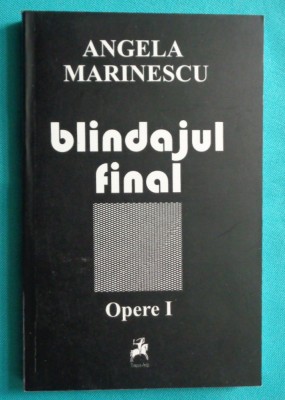 ANGELA
MARINESCU
blindajul
final
Opere I